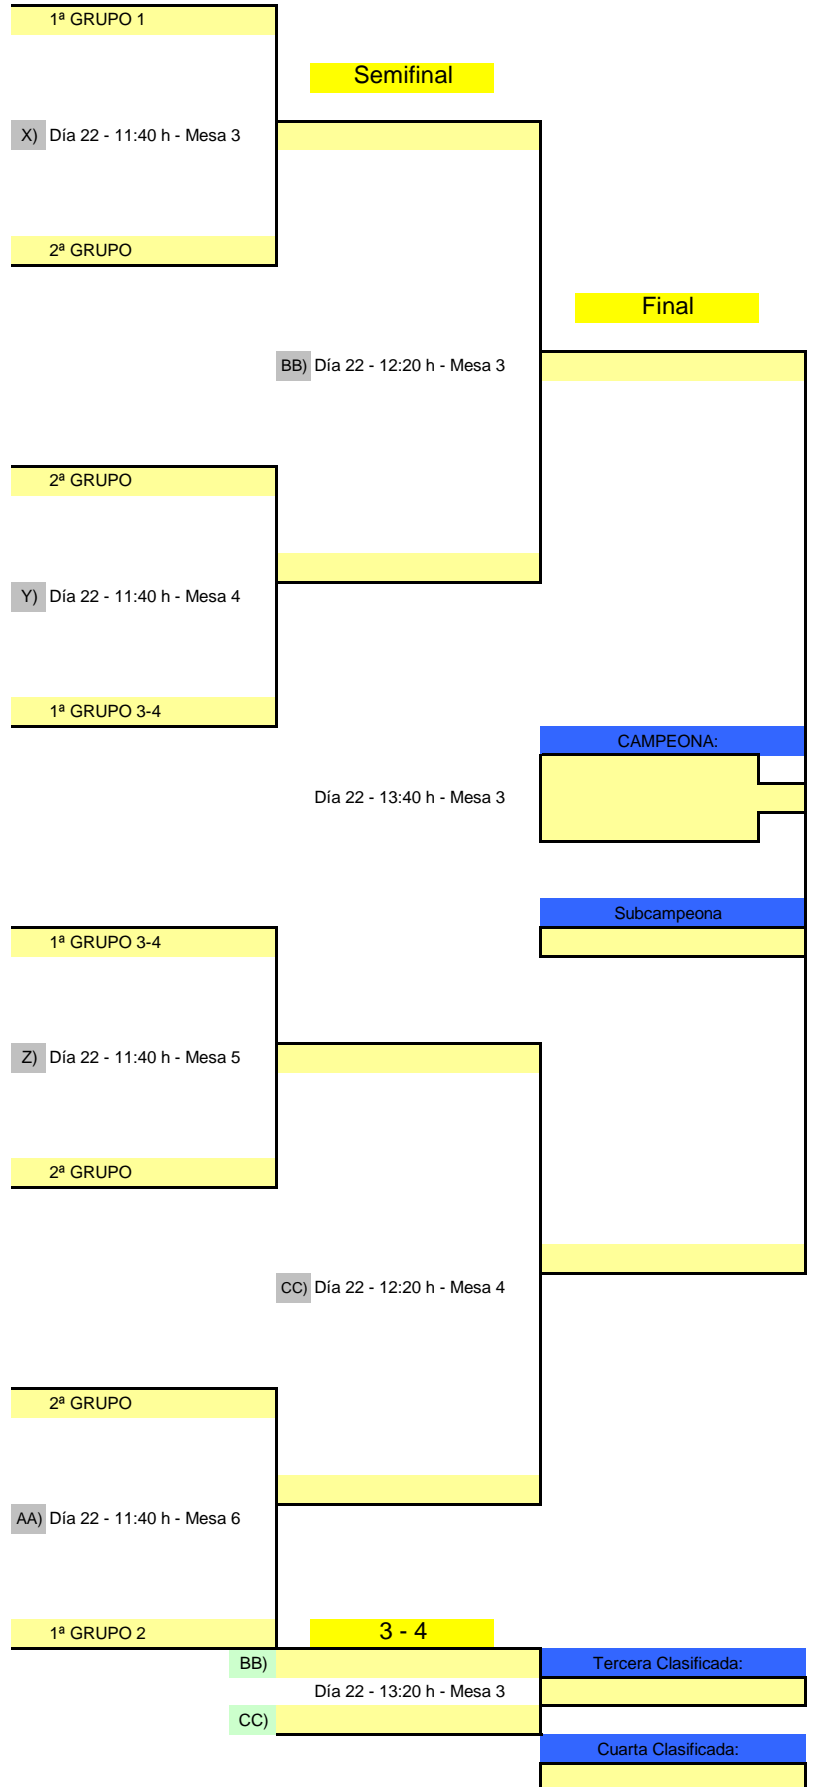 1ª GRUPO 1
Semifinal
X) Día 22 - 11:40 h - Mesa 3
2ª GRUPO
Final
BB) Día 22 - 12:20 h - Mesa 3
2ª GRUPO
Y) Día 22 - 11:40 h - Mesa 4
1ª GRUPO 3-4
CAMPEONA:
Día 22 - 13:40 h - Mesa 3
Subcampeona
1ª GRUPO 3-4
Z) Día 22 - 11:40 h - Mesa 5
2ª GRUPO
CC) Día 22 - 12:20 h - Mesa 4
2ª GRUPO
AA) Día 22 - 11:40 h - Mesa 6
1ª GRUPO 2
3 - 4
BB)
Tercera Clasificada:
Día 22 - 13:20 h - Mesa 3
CC)
Cuarta Clasificada: